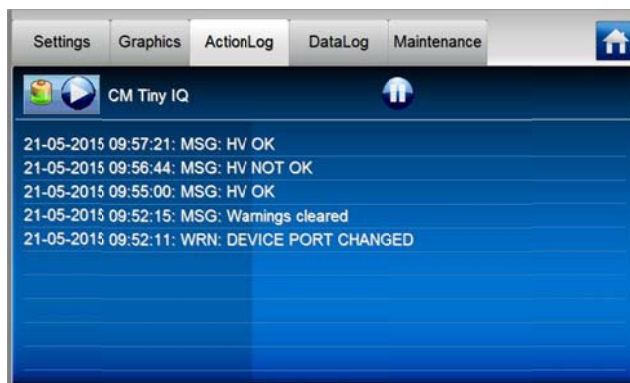 Settings Graphics ActionLog DataLog Maintenance
CM Tiny IQ
21-05-2015 09:57:21: MSG: HV OK
21-05-2015 09:56:44: MSG: HV NOT OK
21-05-2015 09:55:00: MSG: HV OK
21-05-2015 09:52:15: MSG: Warnings cleared
21-05-2015 09:52:11: WRN: DEVICE PORT CHANGED